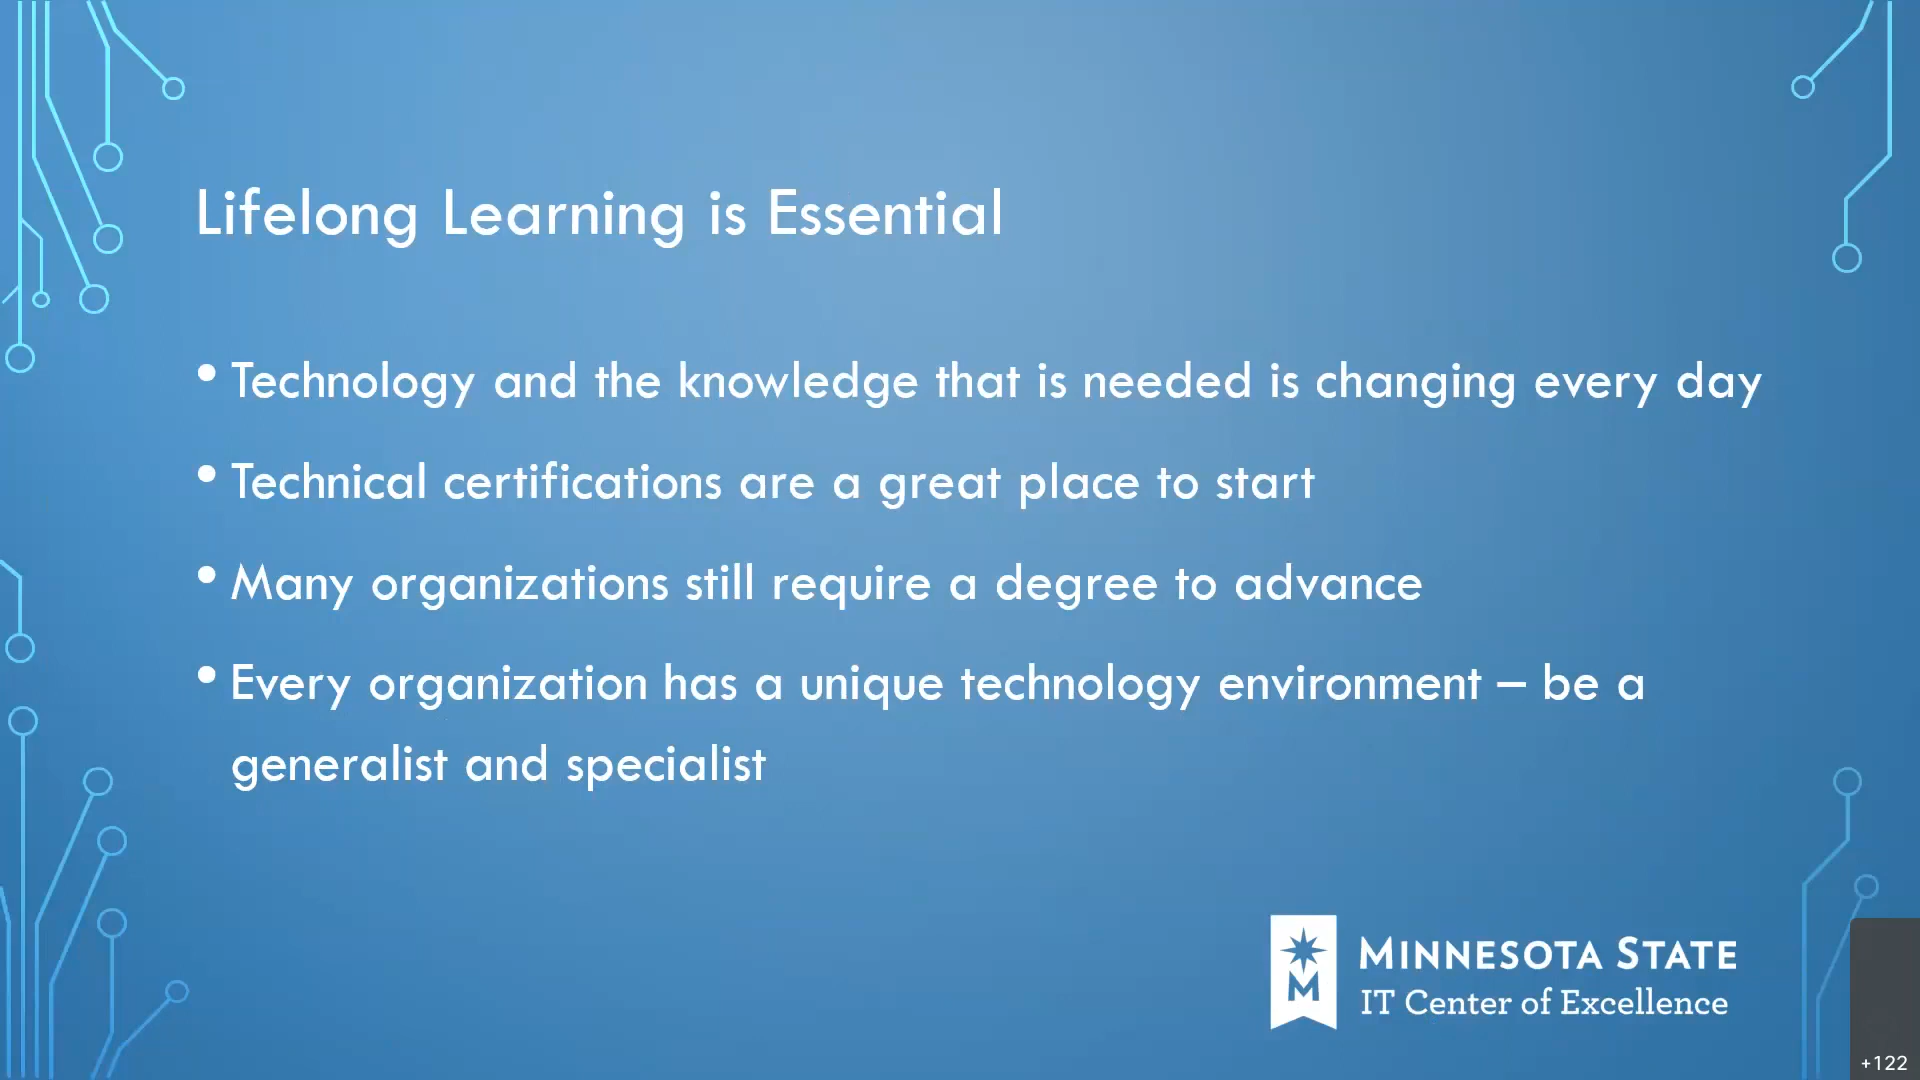 Lifelong Learning is Essential
• Technology and the knowledge that is needed is changing every day
• Technical certifications are a great place to start
• Many organizations still require a degree to advance
• Every organization has a unique technology environment – be a
generalist and specialist
M
MINNESOTA STATE
IT Center of Excellence
+122